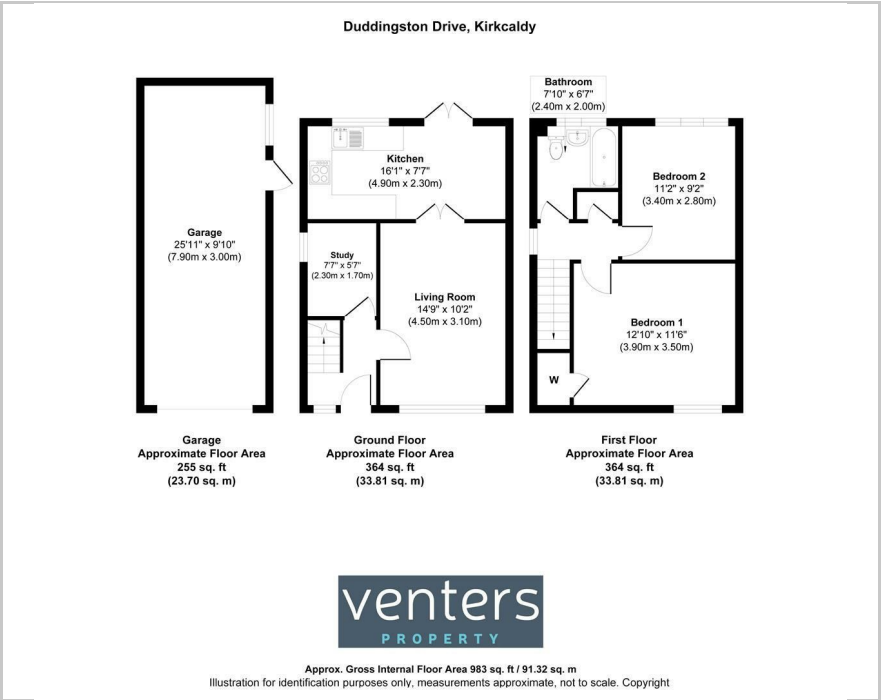 Duddingston Drive, Kirkcaldy
Garage
25'11" x 9'10"
(7.90m x 3.00m)
Kitchen
16'1" x 7'7"
(4.90m x 2.30m)
Study
7'7" x 5'7"
(2.30m x 1.70m)
Living Room
14'9" x 10'2"
(4.50m x 3.10m)
Bathroom
7'10" x 6'7"
(2.40m x 2.00m)
Bedroom 2
11'2" x 9'2"
(3.40m x 2.80m)
Bedroom 1
12'10" x 11'6"
(3.90m x 3.50m)
W
Garage
Approximate Floor Area
255 sq. ft
(23.70 sq. m)
Ground Floor
Approximate Floor Area
364 sq. ft
(33.81 sq. m)
First Floor
Approximate Floor Area
364 sq. ft
(33.81 sq. m)
venters
PROPERTY
Approx. Gross Internal Floor Area 983 sq. ft / 91.32 sq. m
Illustration for identification purposes only, measurements approximate, not to scale. Copyright